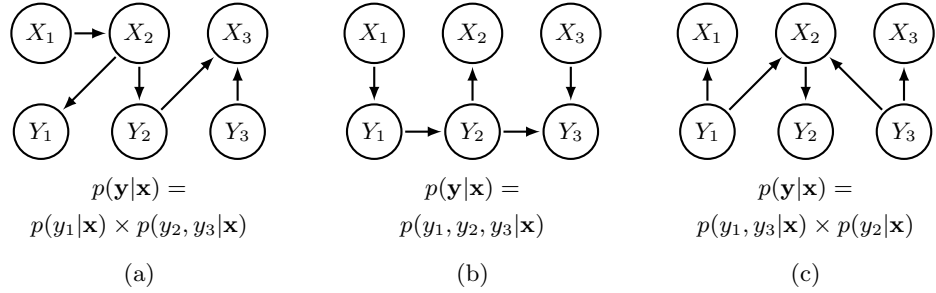 X₁ X₂ X₃ X₁ X₂ X₃ X₁ X₂ X₃
Y₁ Y₂ Y₃ Y₁ Y₂ Y₃ Y₁ Y₂ Y₃
p(y|x) = p(y|x) = p(y|x) =
p(y₁|x) × p(y₂, y₃|x) p(y₁, y₂, y₃|x) p(y₁, y₃|x) × p(y₂|x)
(a) (b) (c)